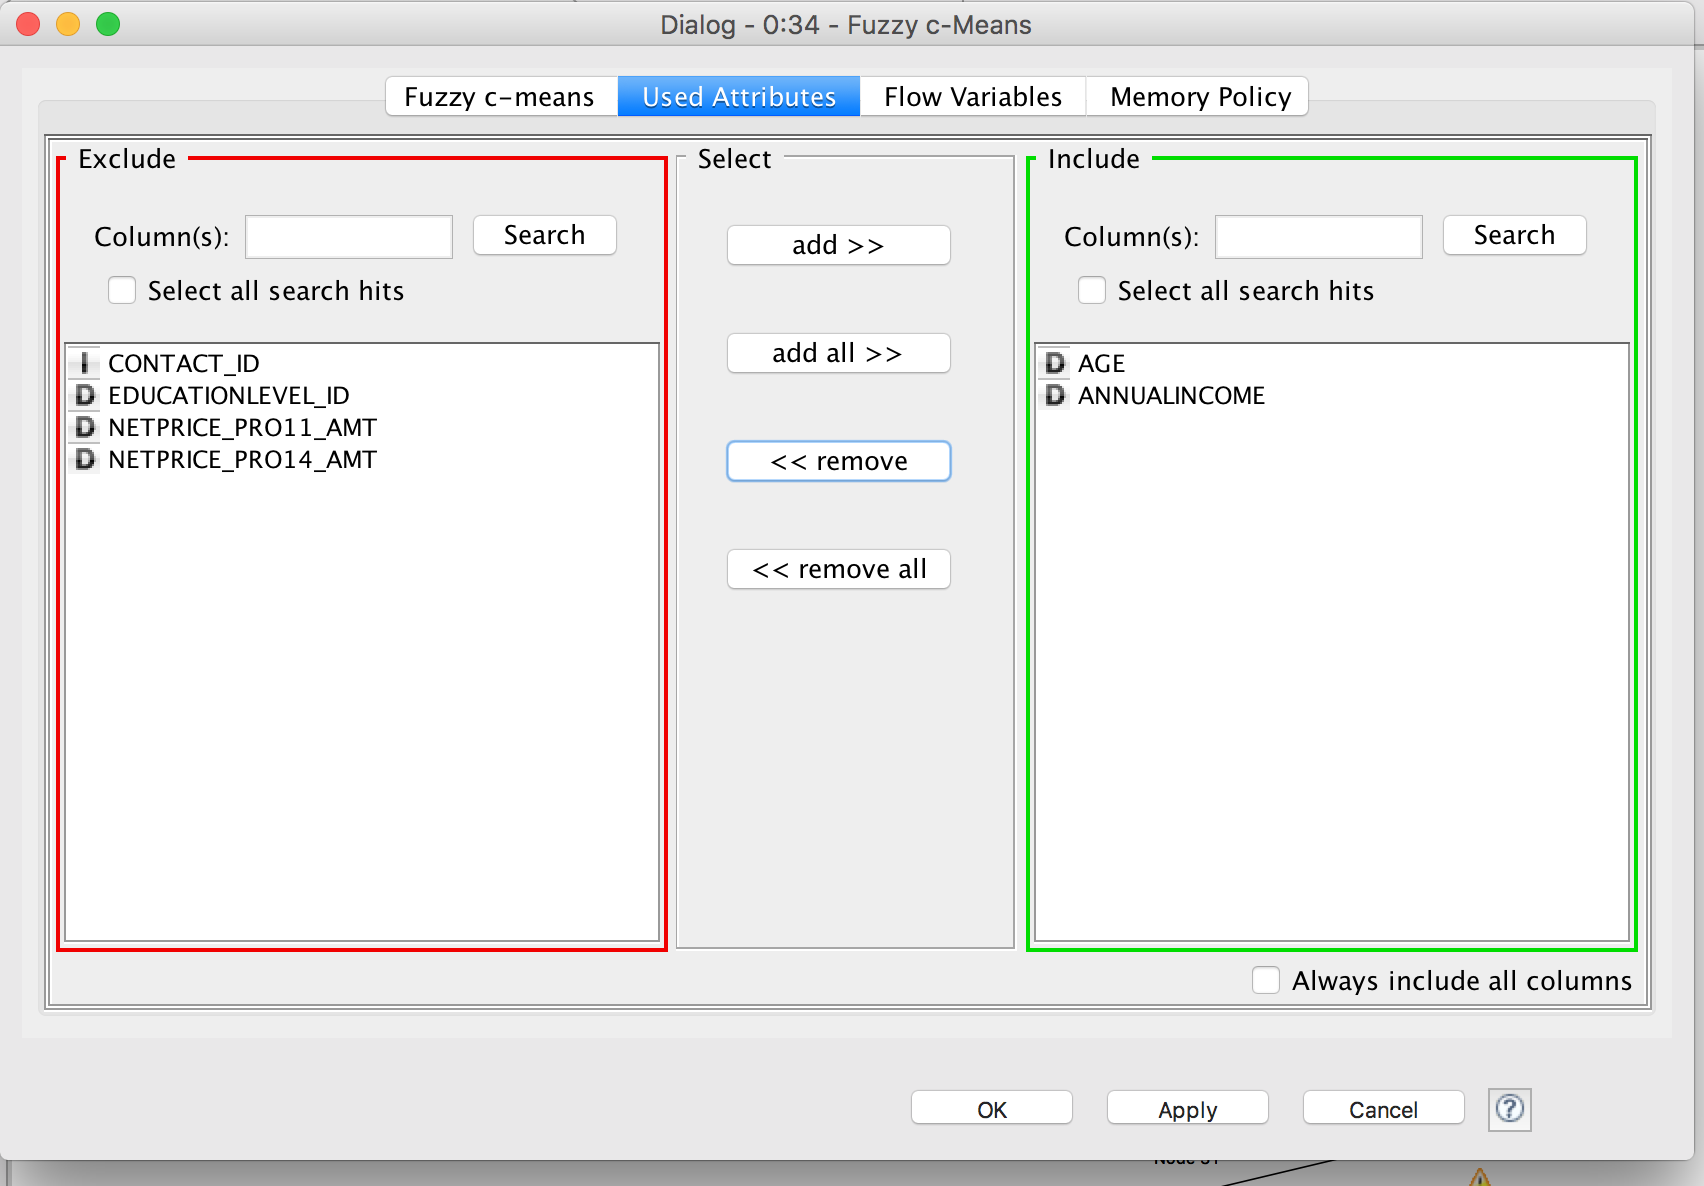 Dialog - 0:34 - Fuzzy c-Means
Fuzzy c-means
Used Attributes
Flow Variables
Memory Policy
Exclude
Column(s):
Search
Select all search hits
I CONTACT_ID
D EDUCATIONLEVEL_ID
D NETPRICE_PRO11_AMT
D NETPRICE_PRO14_AMT
Select
add >>
add all >>
<< remove
<< remove all
Include
Column(s):
Search
Select all search hits
D AGE
D ANNUALINCOME
Always include all columns
OK
Apply
Cancel
?